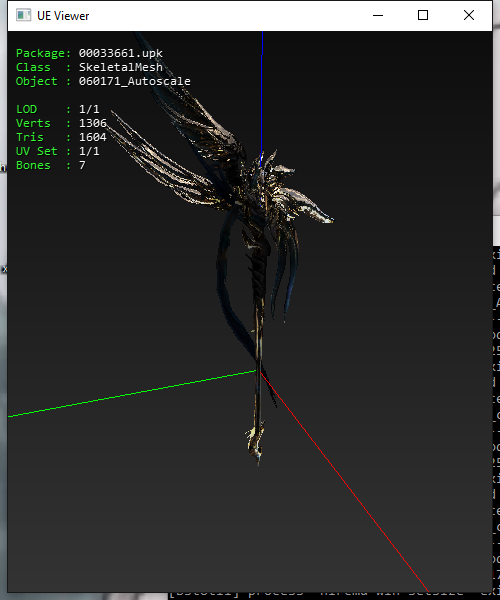 UE Viewer
Package: 00033661.upk
Class : SkeletalMesh
Object : 060171_Autoscale
LOD : 1/1
Verts : 1306
Tris : 1604
UV Set : 1/1
Bones : 7